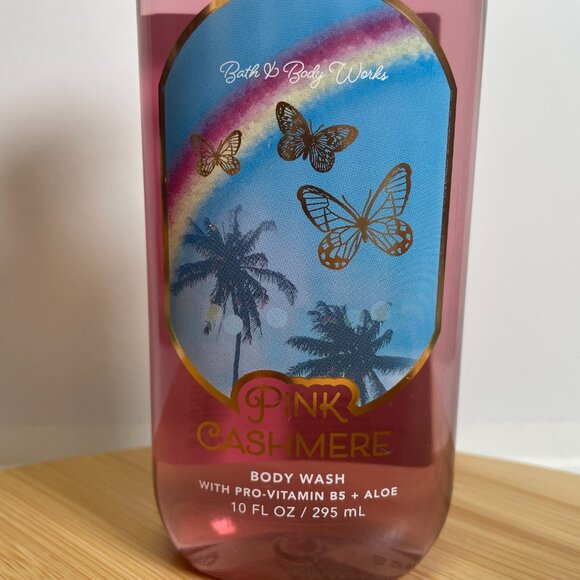 Bath & Body Works
PiNK
CASHMERE
BODY WASH
WITH PRO-VITAMIN B5 + ALOE
10 FL OZ / 295 mL